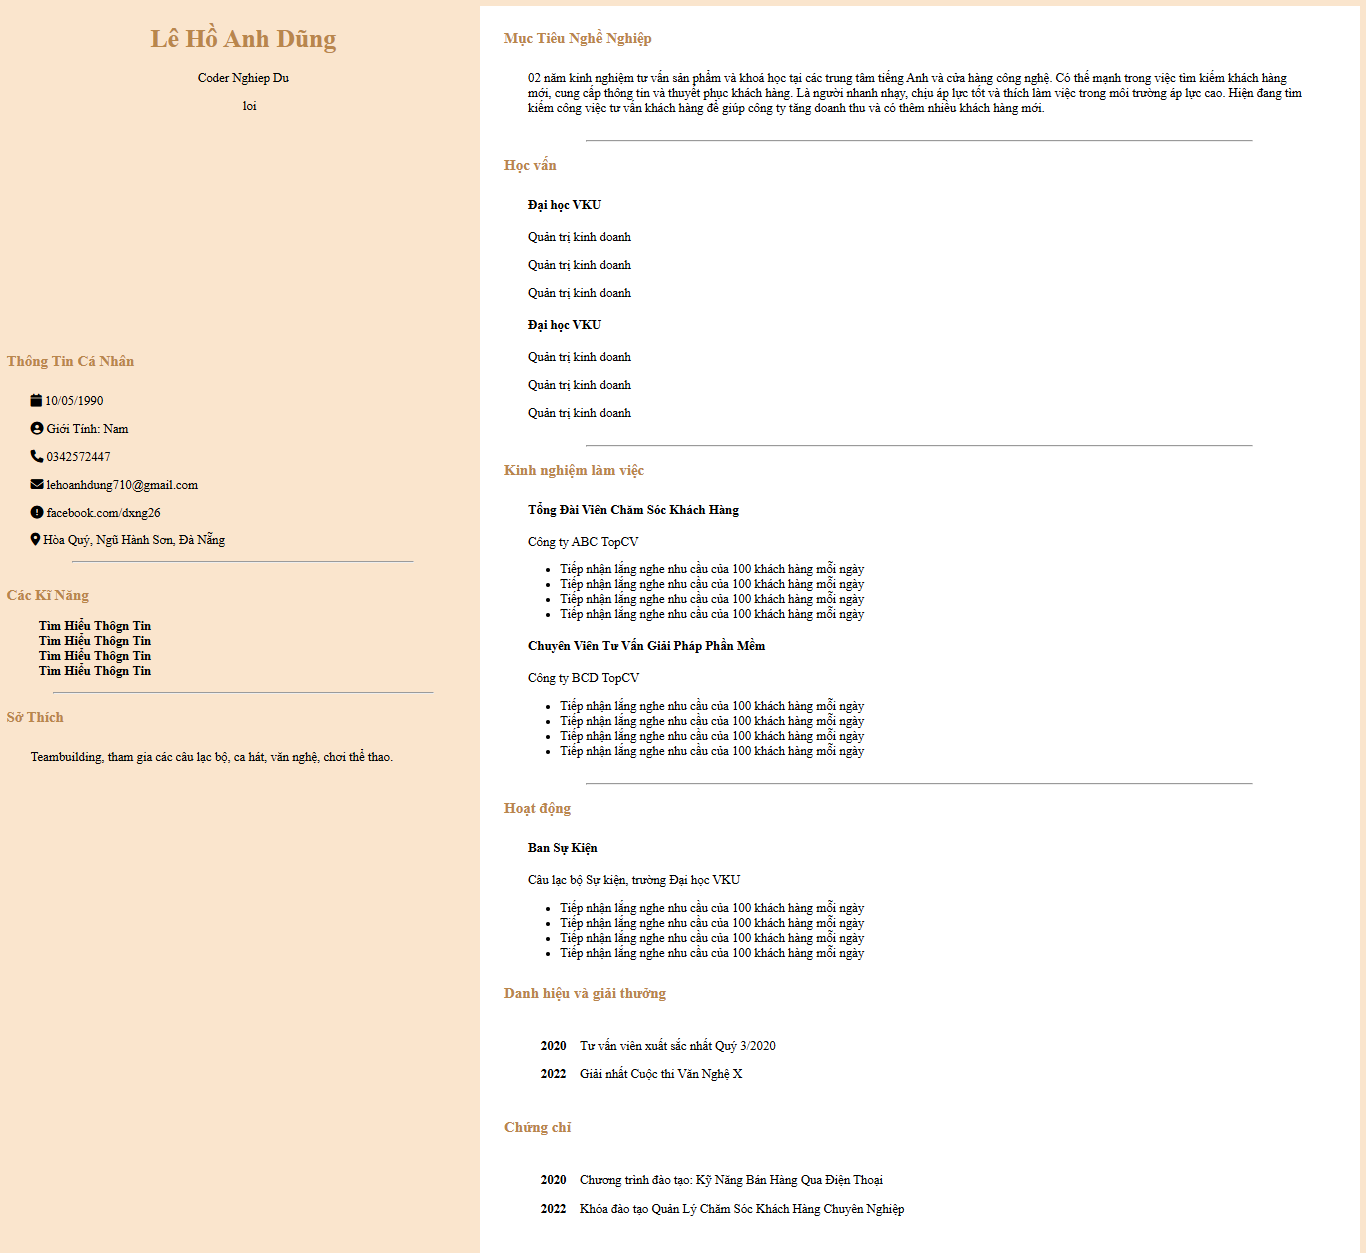 Lê Hồ Anh Dũng
Coder Nghiep Du
loi
Thông Tin Cá Nhân
10/05/1990
Giới Tính: Nam
0342572447
lehoanhdung710@gmail.com
facebook.com/dxng26
Hòa Quý, Ngũ Hành Sơn, Đà Nẵng
Các Kĩ Năng
Tìm Hiểu Thôgn Tin
Tìm Hiểu Thôgn Tin
Tìm Hiểu Thôgn Tin
Tìm Hiểu Thôgn Tin
Sở Thích
Teambuilding, tham gia các câu lạc bộ, ca hát, văn nghệ, chơi thể thao.
Mục Tiêu Nghề Nghiệp
02 năm kinh nghiệm tư vấn sản phẩm và khoá học tại các trung tâm tiếng Anh và cửa hàng công nghệ. Có thế mạnh trong việc tìm kiếm khách hàng
mới, cung cấp thông tin và thuyết phục khách hàng. Là người nhanh nhạy, chịu áp lực tốt và thích làm việc trong môi trường áp lực cao. Hiện đang tìm
kiếm công việc tư vấn khách hàng để giúp công ty tăng doanh thu và có thêm nhiều khách hàng mới.
Học vấn
Đại học VKU
Quản trị kinh doanh
Quản trị kinh doanh
Quản trị kinh doanh
Đại học VKU
Quản trị kinh doanh
Quản trị kinh doanh
Quản trị kinh doanh
Kinh nghiệm làm việc
Tổng Đài Viên Chăm Sóc Khách Hàng
Công ty ABC TopCV
• Tiếp nhận lắng nghe nhu cầu của 100 khách hàng mỗi ngày
• Tiếp nhận lắng nghe nhu cầu của 100 khách hàng mỗi ngày
• Tiếp nhận lắng nghe nhu cầu của 100 khách hàng mỗi ngày
• Tiếp nhận lắng nghe nhu cầu của 100 khách hàng mỗi ngày
Chuyên Viên Tư Vấn Giải Pháp Phần Mềm
Công ty BCD TopCV
• Tiếp nhận lắng nghe nhu cầu của 100 khách hàng mỗi ngày
• Tiếp nhận lắng nghe nhu cầu của 100 khách hàng mỗi ngày
• Tiếp nhận lắng nghe nhu cầu của 100 khách hàng mỗi ngày
• Tiếp nhận lắng nghe nhu cầu của 100 khách hàng mỗi ngày
Hoạt động
Ban Sự Kiện
Câu lạc bộ Sự kiện, trường Đại học VKU
• Tiếp nhận lắng nghe nhu cầu của 100 khách hàng mỗi ngày
• Tiếp nhận lắng nghe nhu cầu của 100 khách hàng mỗi ngày
• Tiếp nhận lắng nghe nhu cầu của 100 khách hàng mỗi ngày
• Tiếp nhận lắng nghe nhu cầu của 100 khách hàng mỗi ngày
Danh hiệu và giải thưởng
2020 Tư vấn viên xuất sắc nhất Quý 3/2020
2022 Giải nhất Cuộc thi Văn Nghệ X
Chứng chỉ
2020 Chương trình đào tạo: Kỹ Năng Bán Hàng Qua Điện Thoại
2022 Khóa đào tạo Quản Lý Chăm Sóc Khách Hàng Chuyên Nghiệp